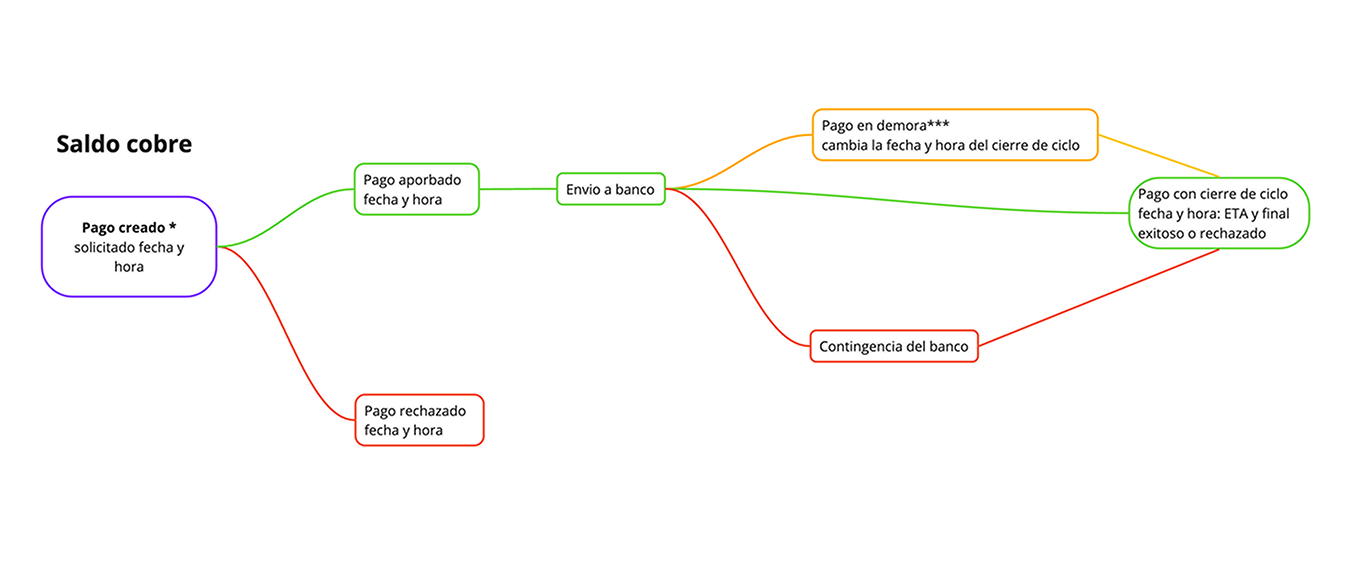 Saldo cobre
Pago creado *
solicitado fecha y
hora
Pago aporbado
fecha y hora
Pago rechazado
fecha y hora
Envio a banco
Pago en demora***
cambia la fecha y hora del cierre de ciclo
Contingencia del banco
Pago con cierre de ciclo
fecha y hora: ETA y final
exitoso o rechazado